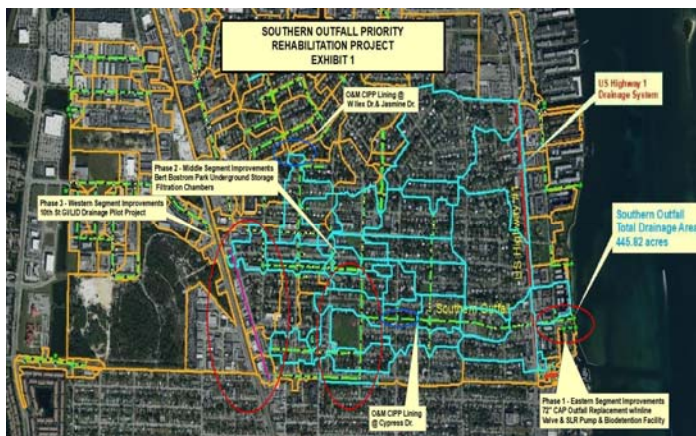 SOUTHERN OUTFALL PRIORITY
REHABILITATION PROJECT
EXHIBIT 1
O&M CIPP Lining @
Willex Dr.& Jasmine Dr.
US Highway 1
Drainage System
Phase 2 - Middle Segment Improvements
Bert Bostrom Park Underground Storage
Filtration Chambers
Phase 3 - Western Segment Improvements
10th St GI/LID Drainage Pilot Project
U.S. Highway 1
Southern Outfall
Total Drainage Area
445.82 acres
Southern Outfall
O&M CIPP Lining
@ Cypress Dr.
Phase 1 - Eastern Segment Improvements
72" CAP Outfall Replacement w/Inline
Valve & SLR Pump & Biodetention Facility